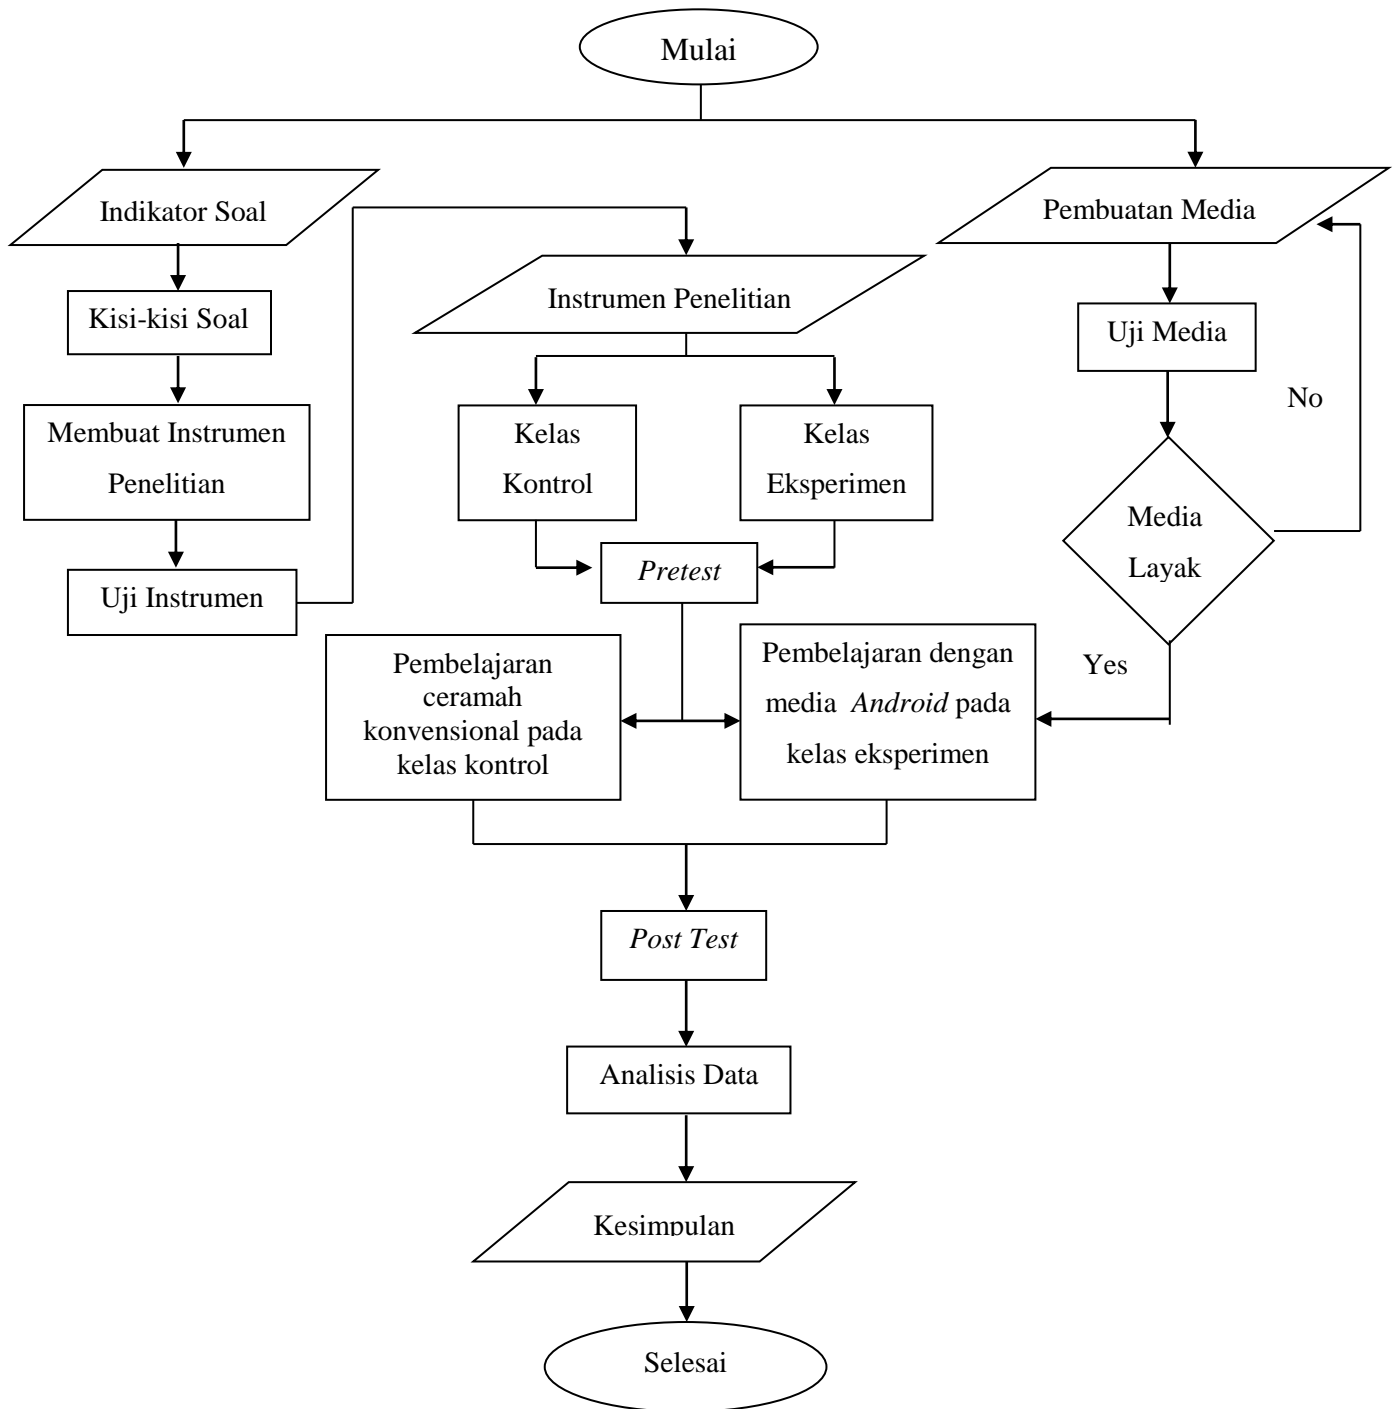 Mulai
Indikator Soal
Pembuatan Media
Instrumen Penelitian
Kisi-kisi Soal
Uji Media
No
Membuat Instrumen
Penelitian
Kelas
Kontrol
Kelas
Eksperimen
Media
Layak
Uji Instrumen
Pretest
Yes
Pembelajaran
ceramah
konvensional pada
kelas kontrol
Pembelajaran dengan
media Android pada
kelas eksperimen
Post Test
Analisis Data
Kesimpulan
Selesai